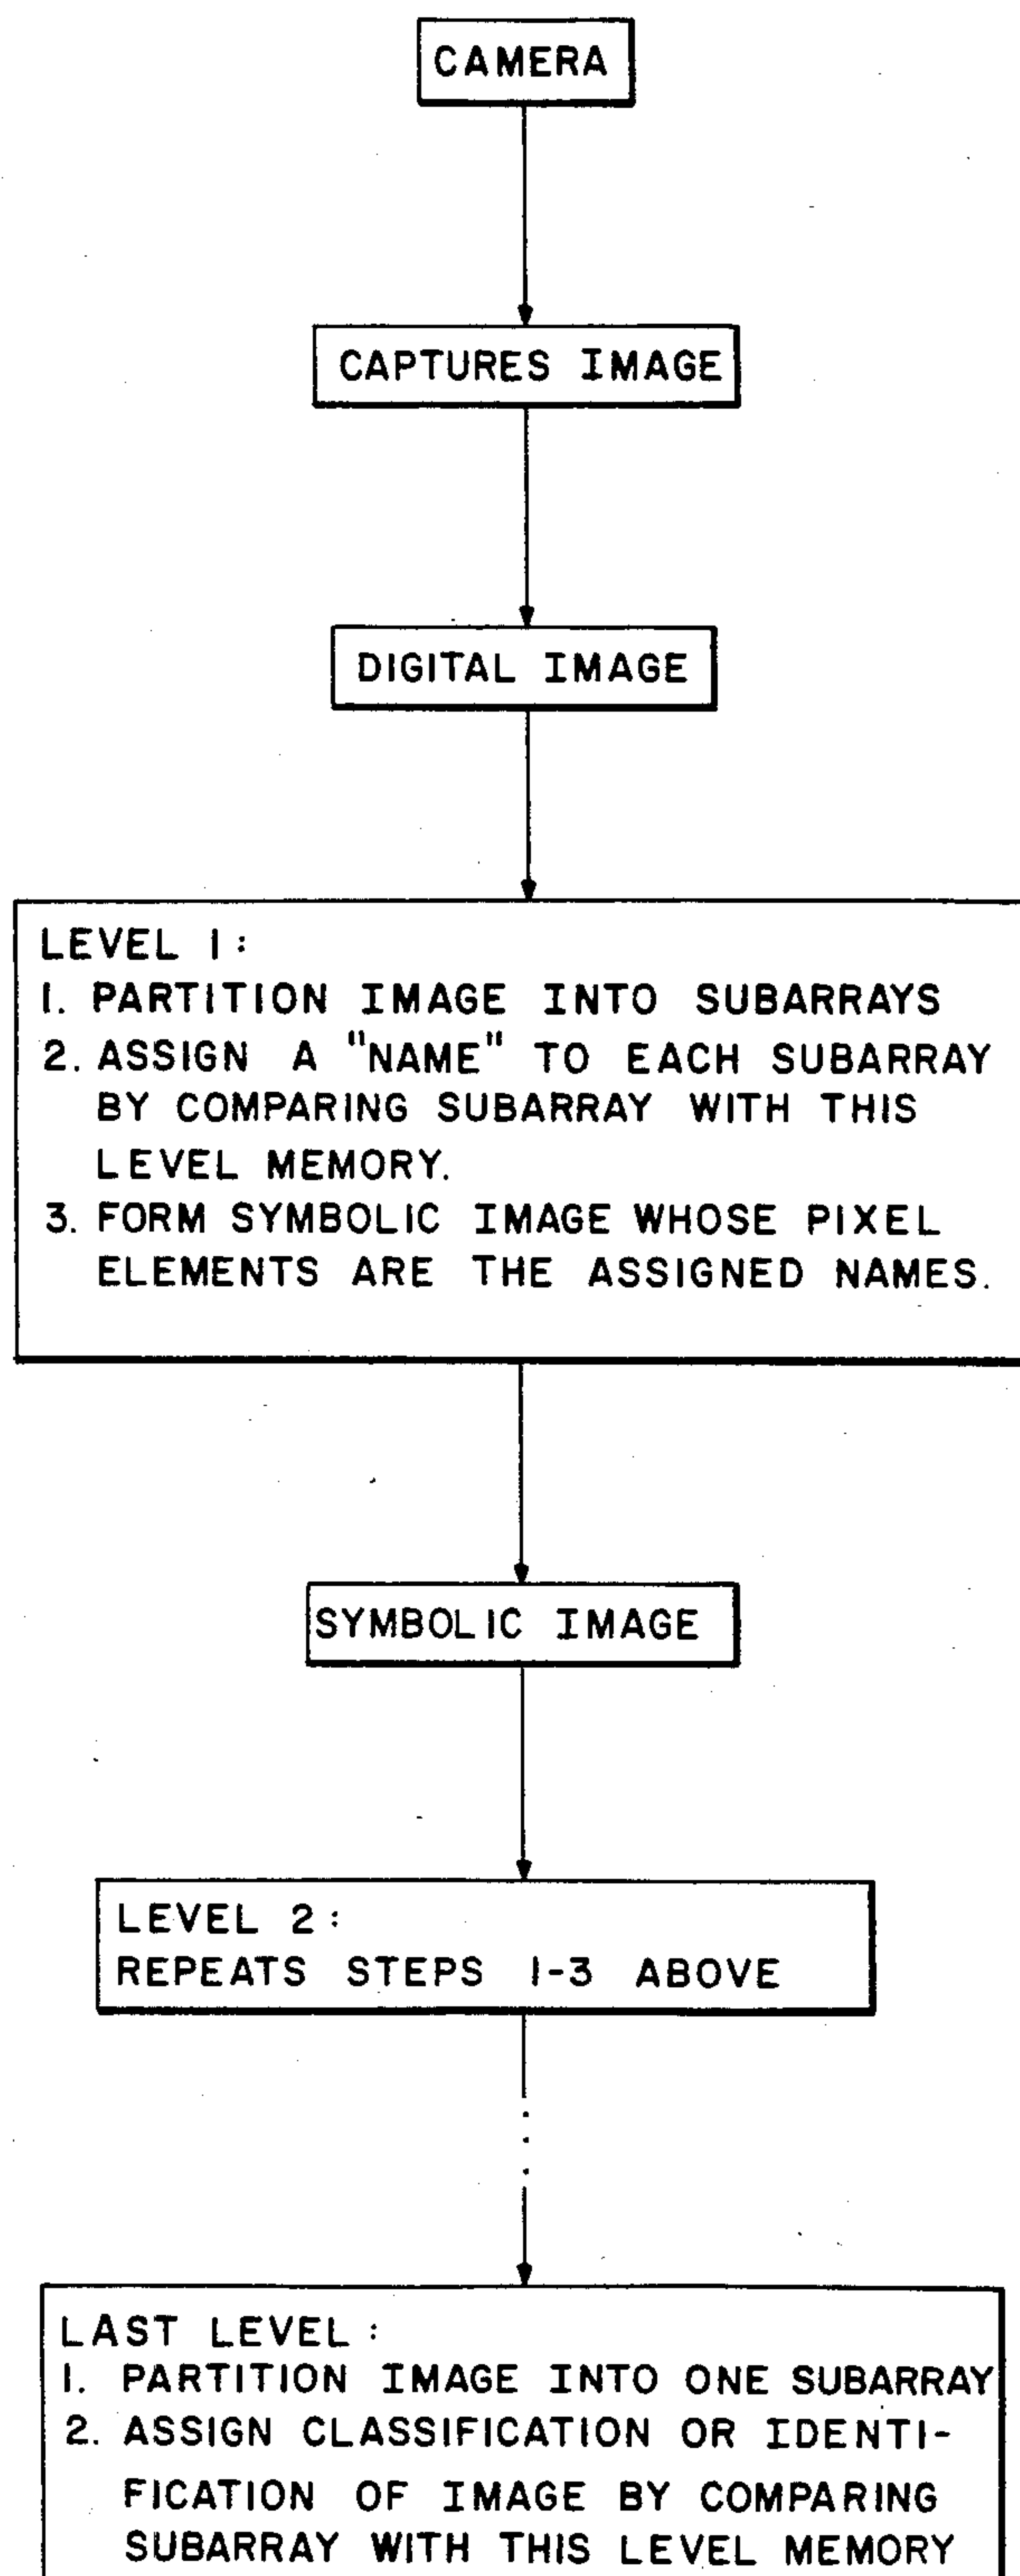 CAMERA
CAPTURES IMAGE
DIGITAL IMAGE
LEVEL 1:
1. PARTITION IMAGE INTO SUBARRAYS
2. ASSIGN A "NAME" TO EACH SUBARRAY
BY COMPARING SUBARRAY WITH THIS
LEVEL MEMORY.
3. FORM SYMBOLIC IMAGE WHOSE PIXEL
ELEMENTS ARE THE ASSIGNED NAMES.
SYMBOLIC IMAGE
LEVEL 2:
REPEATS STEPS 1-3 ABOVE
LAST LEVEL:
1. PARTITION IMAGE INTO ONE SUBARRAY
2. ASSIGN CLASSIFICATION OR IDENTI-
FICATION OF IMAGE BY COMPARING
SUBARRAY WITH THIS LEVEL MEMORY